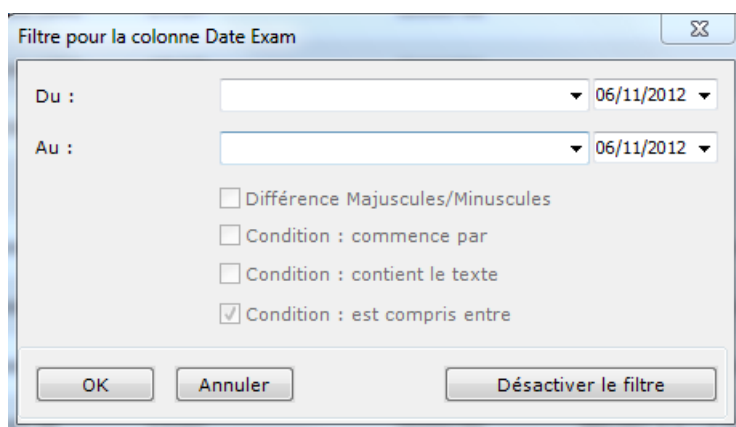 Filtre pour la colonne Date Exam
Du : 06/11/2012
Au : 06/11/2012
Différence Majuscules/Minuscules
Condition : commence par
Condition : contient le texte
Condition : est compris entre
OK Annuler Désactiver le filtre